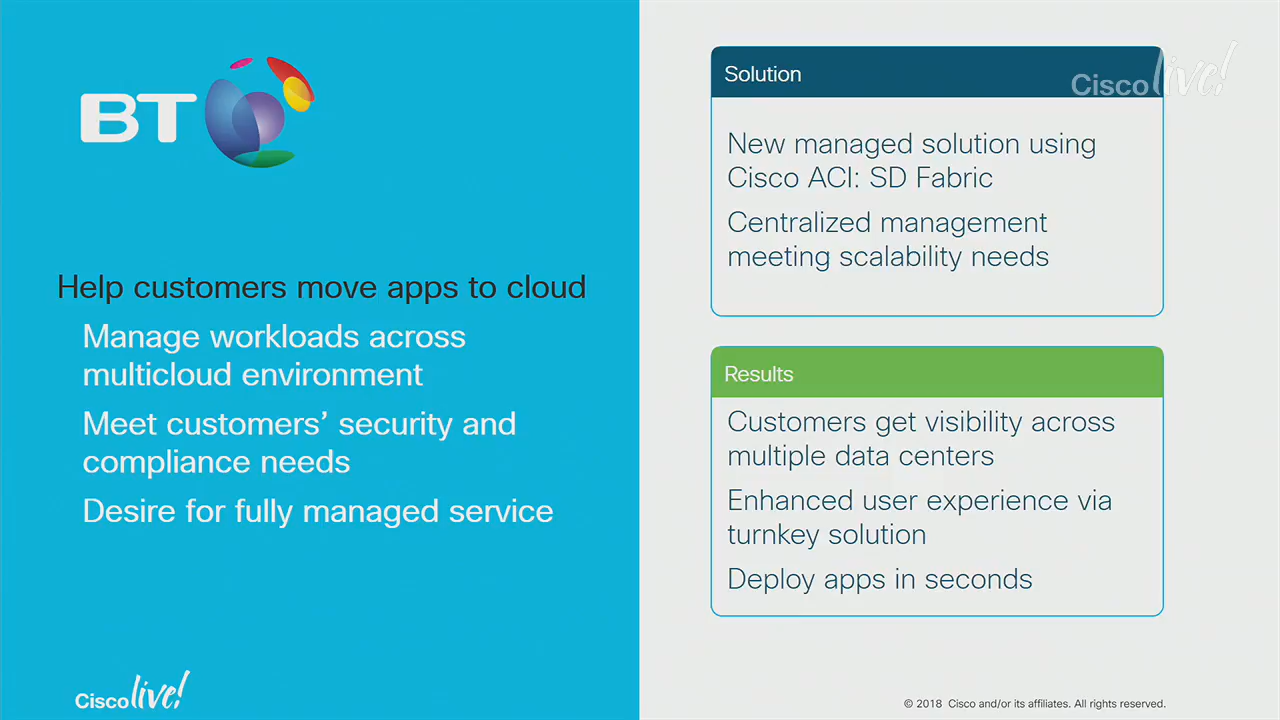 BT
Help customers move apps to cloud
Manage workloads across
multicloud environment
Meet customers’ security and
compliance needs
Desire for fully managed service
Cisco live!
Solution
Cisco live!
New managed solution using
Cisco ACI: SD Fabric
Centralized management
meeting scalability needs
Results
Customers get visibility across
multiple data centers
Enhanced user experience via
turnkey solution
Deploy apps in seconds
© 2018 Cisco and/or its affiliates. All rights reserved.